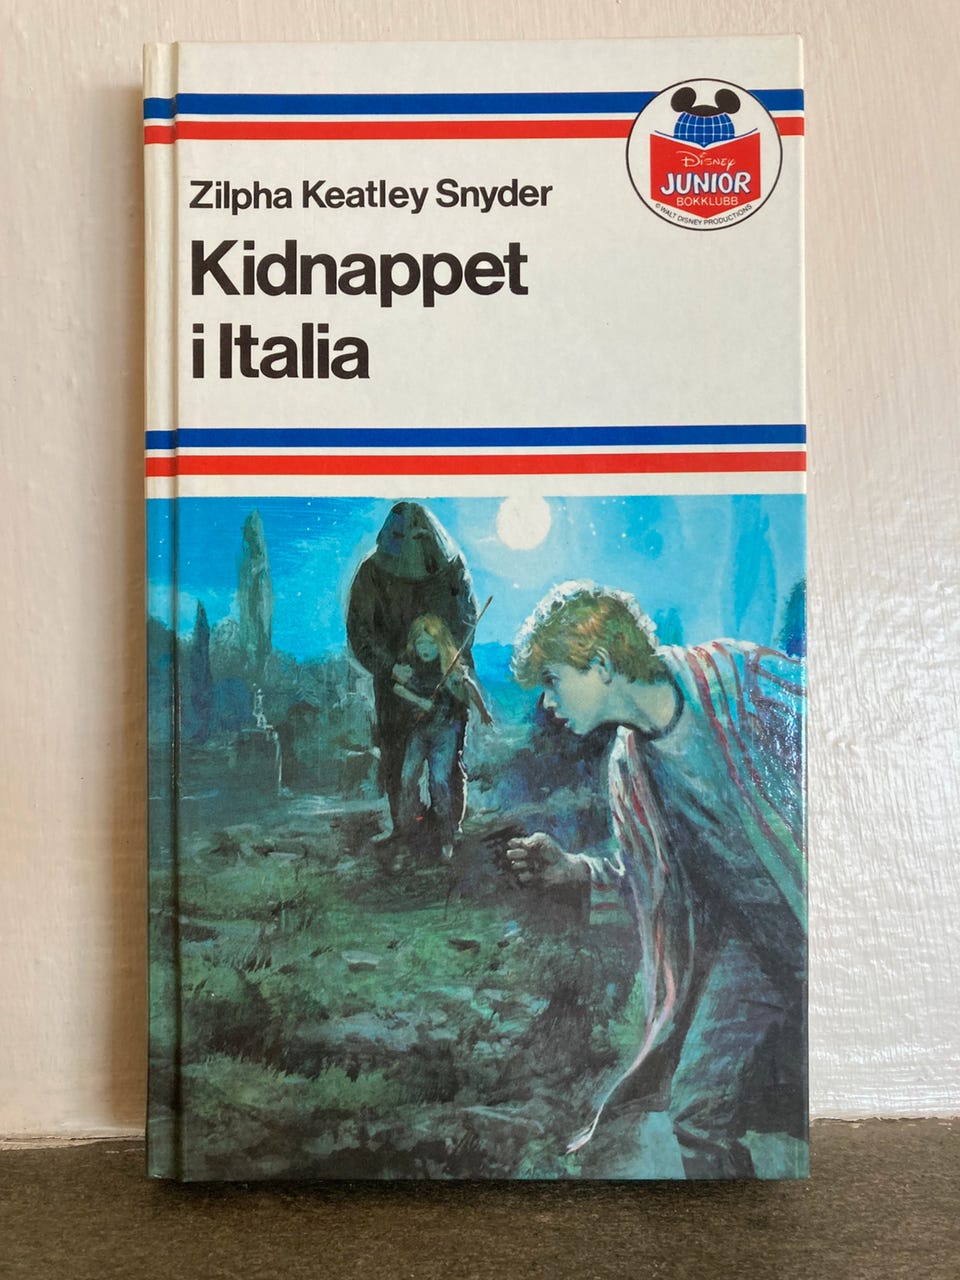 Zilpha Keatley Snyder
Kidnappet
i Italia
Disney
JUNIOR
BOKKLUBB
© WALT DISNEY PRODUCTIONS